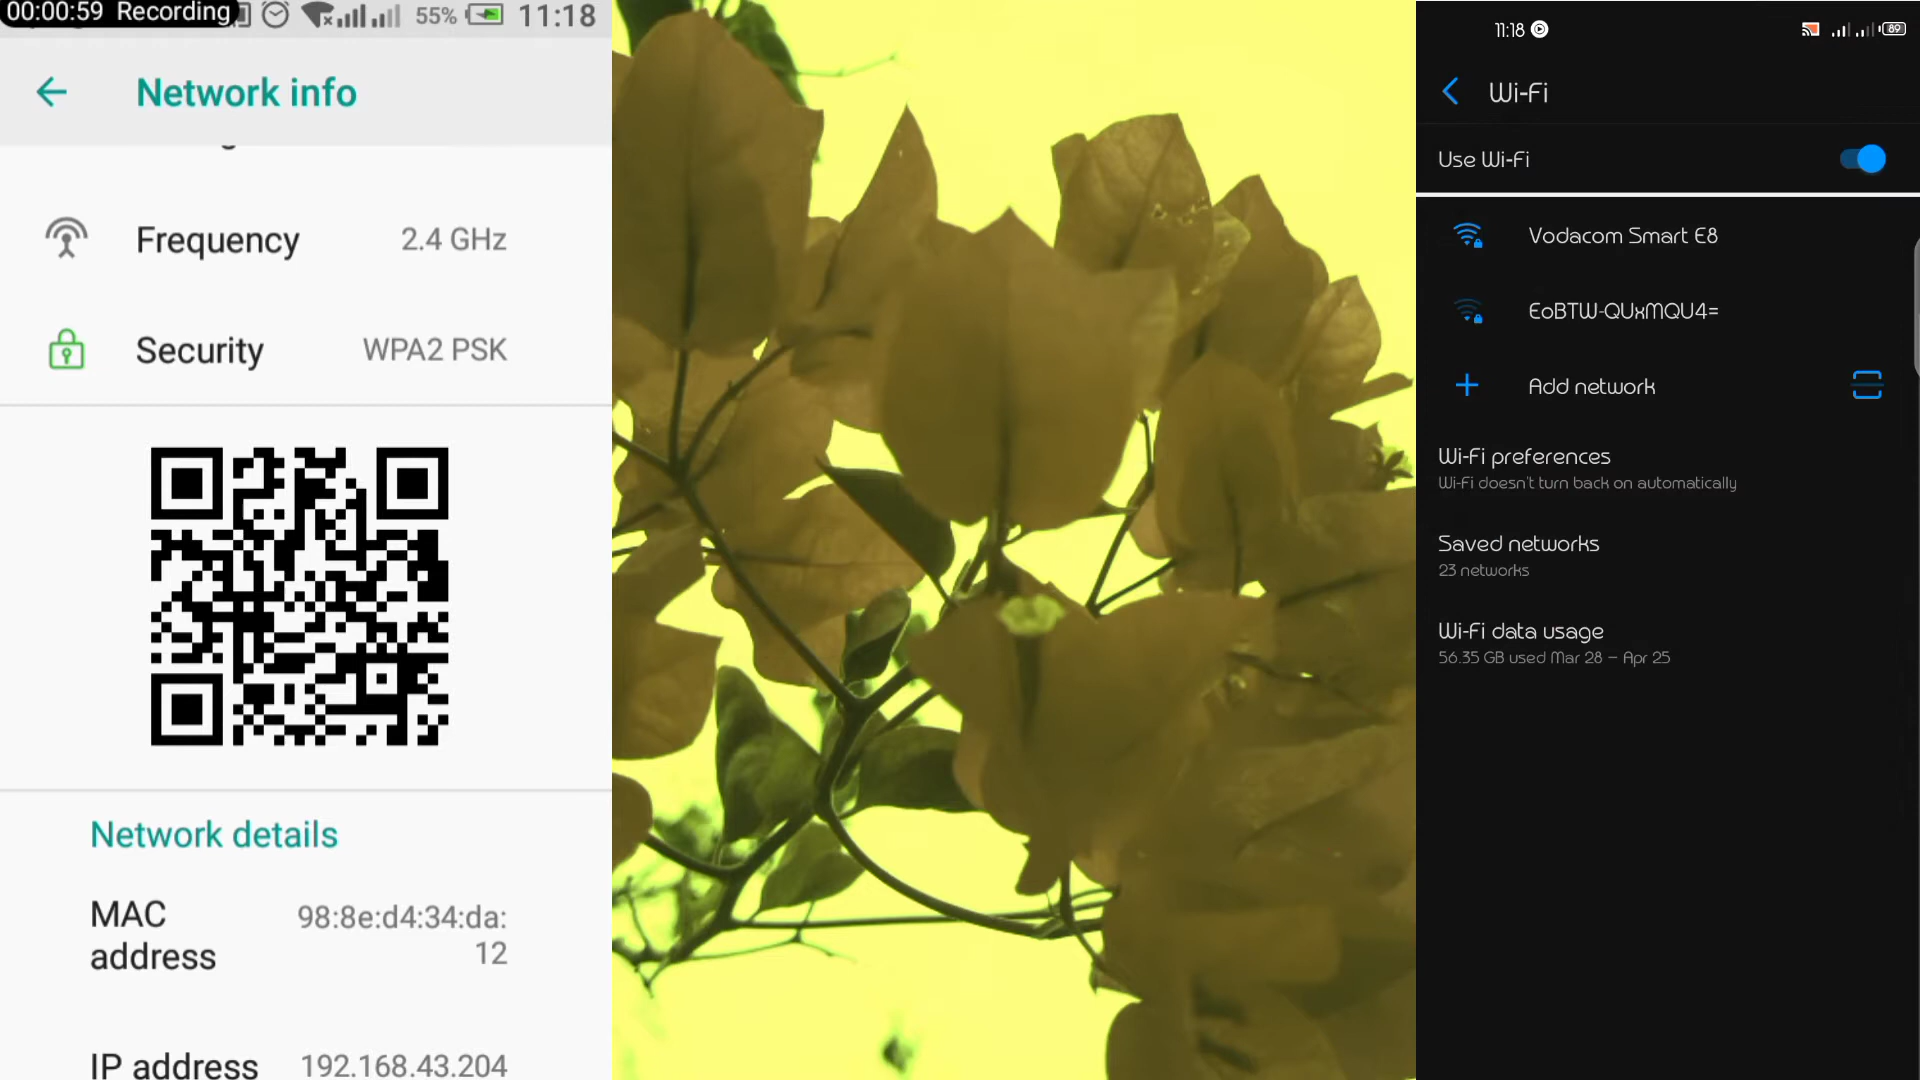 00:00:59 Recording
55% 11:18
Network info
Frequency 2.4 GHz
Security WPA2 PSK
Network details
MAC address 98:8e:d4:34:da:12
IP address 192.168.43.204
11:18 89
Wi-Fi
Use Wi-Fi
Vodacom Smart E8
EoBTW-QUxMQU4=
Add network
Wi-Fi preferences
Wi-Fi doesn't turn back on automatically
Saved networks
23 networks
Wi-Fi data usage
56.35 GB used Mar 28 – Apr 25